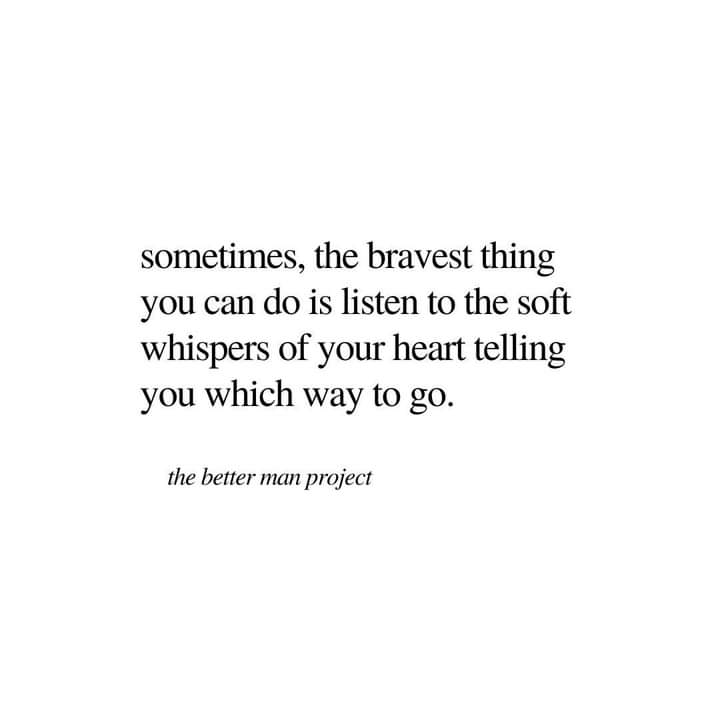 sometimes, the bravest thing
you can do is listen to the soft
whispers of your heart telling
you which way to go.
the better man project